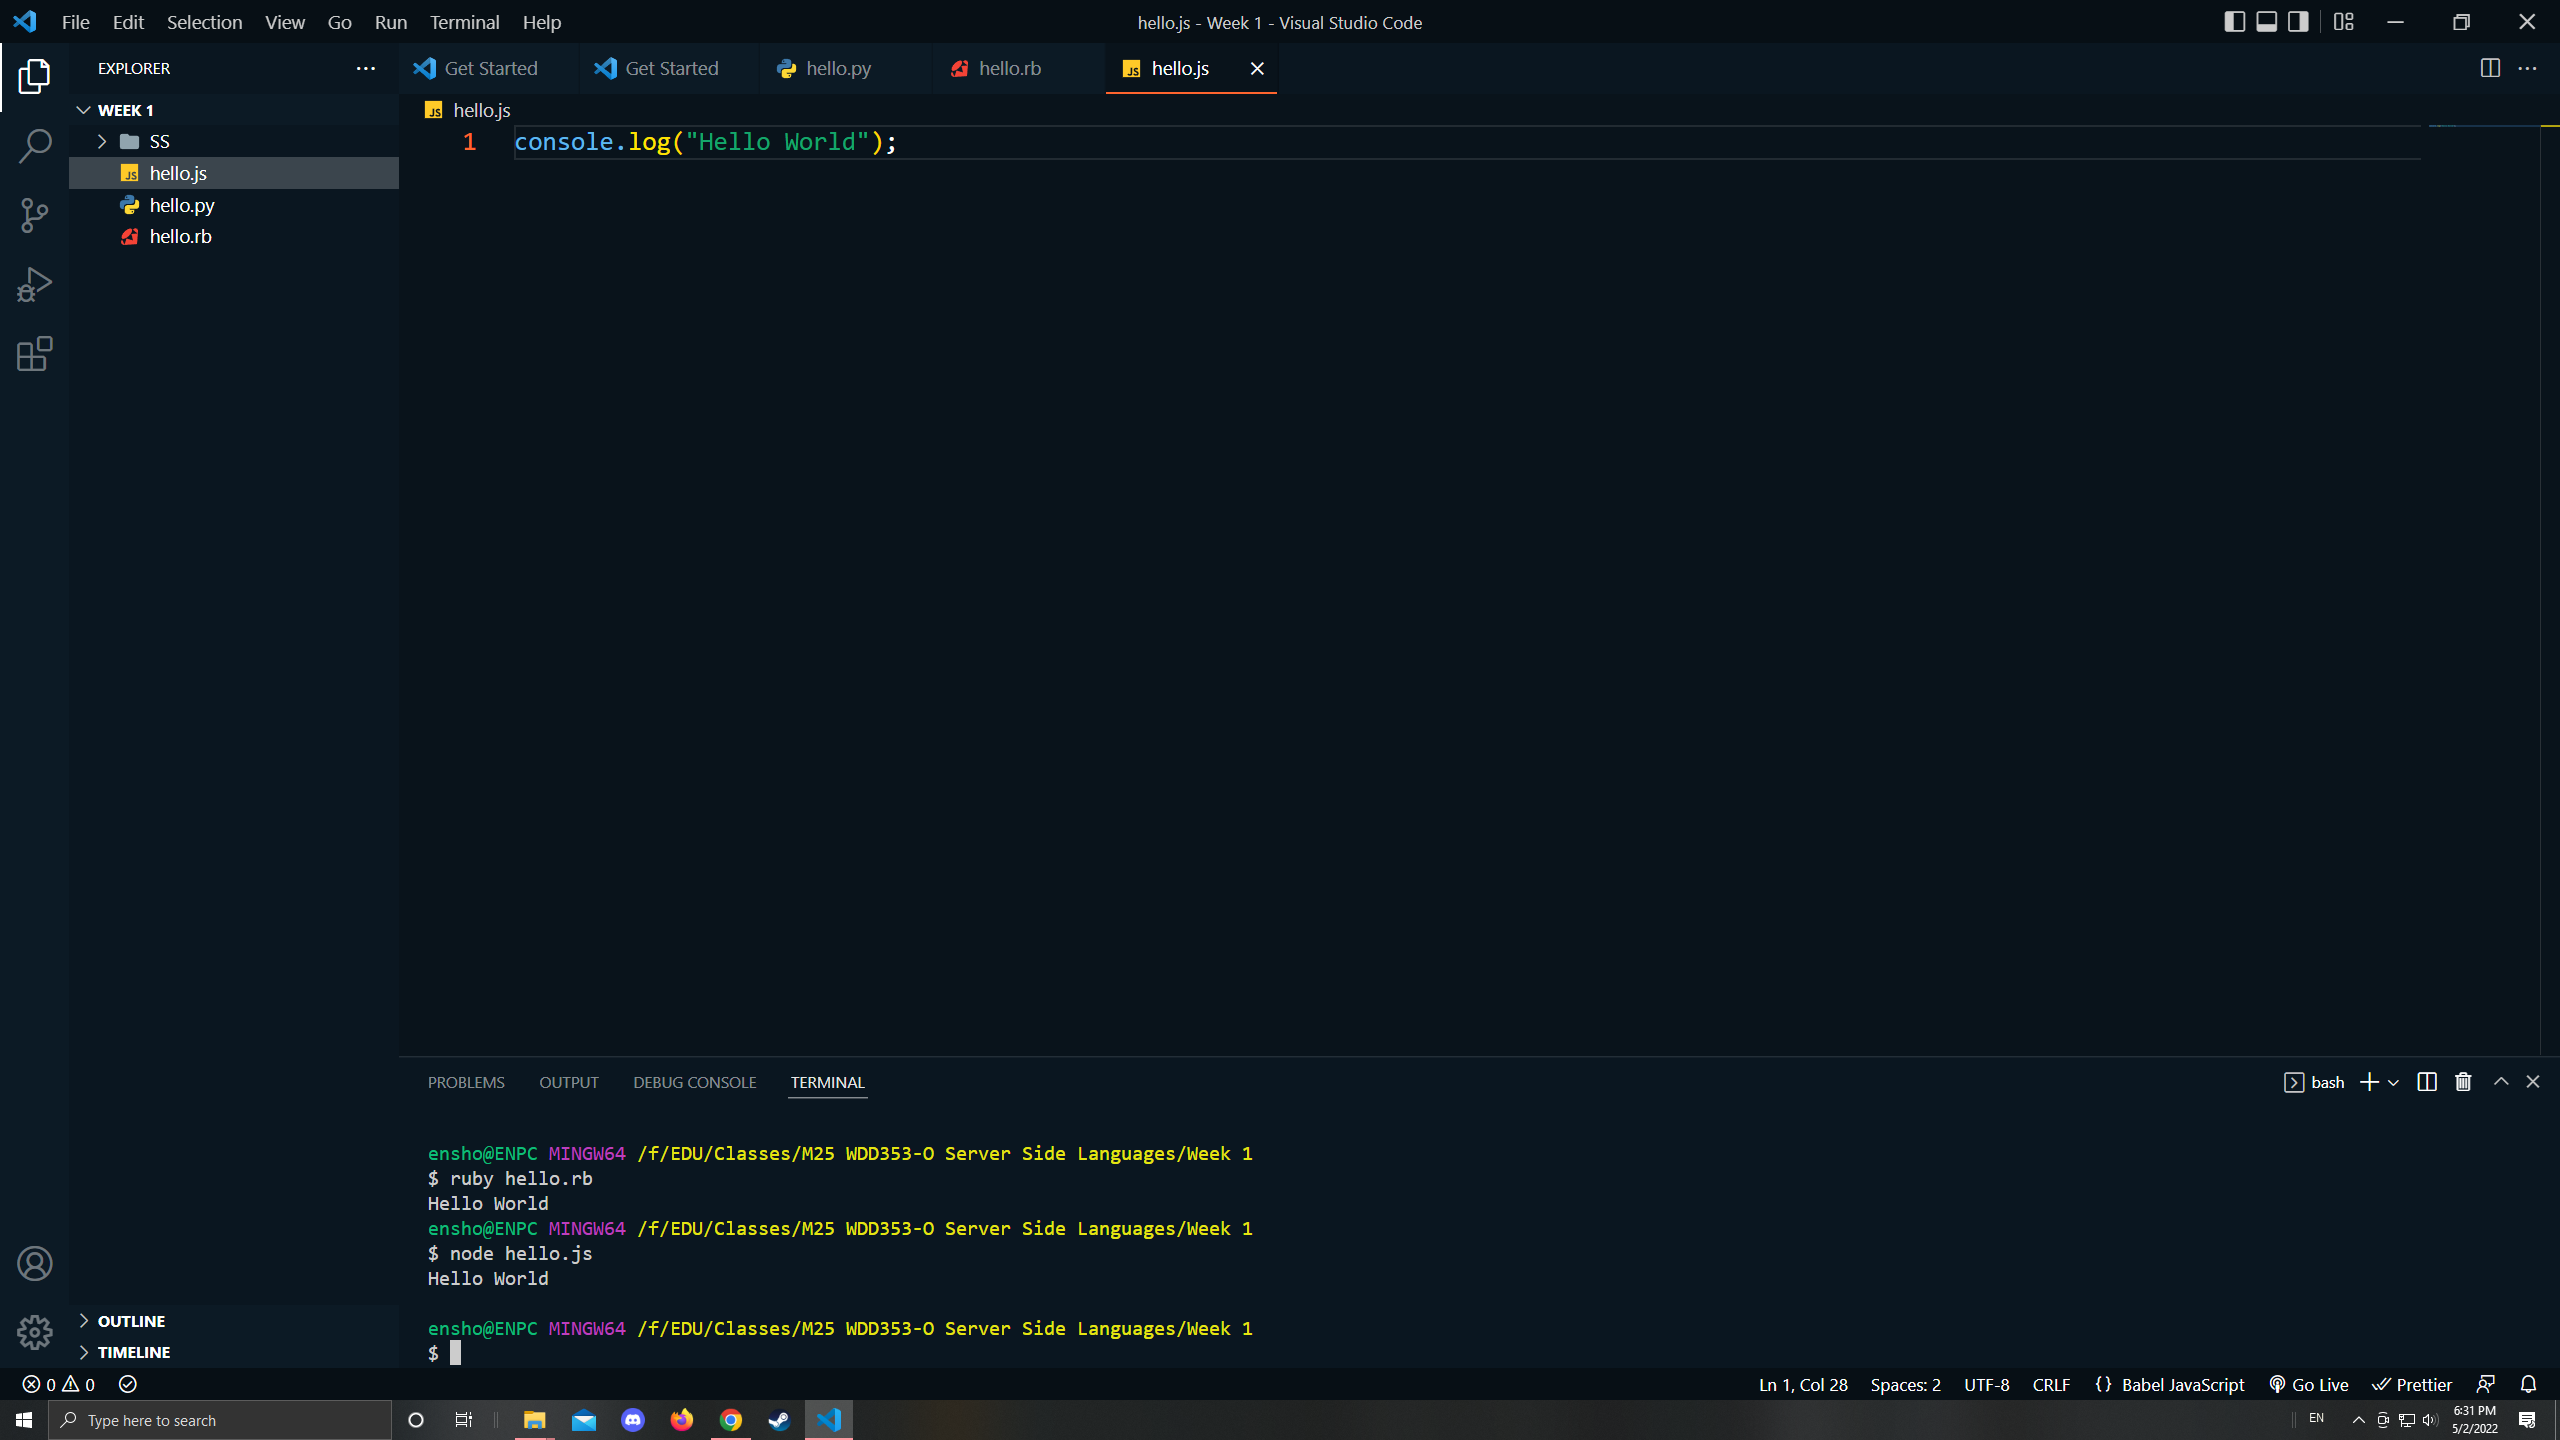 File Edit Selection View Go Run Terminal Help
hello.js - Week 1 - Visual Studio Code
EXPLORER
Get Started
Get Started
hello.py
hello.rb
JS hello.js
WEEK 1
SS
JS hello.js
hello.py
hello.rb
JS hello.js
1 console.log("Hello World");
PROBLEMS OUTPUT DEBUG CONSOLE TERMINAL
bash
ensho@ENPC MINGW64 /f/EDU/Classes/M25 WDD353-O Server Side Languages/Week 1
$ ruby hello.rb
Hello World
ensho@ENPC MINGW64 /f/EDU/Classes/M25 WDD353-O Server Side Languages/Week 1
$ node hello.js
Hello World
ensho@ENPC MINGW64 /f/EDU/Classes/M25 WDD353-O Server Side Languages/Week 1
$
OUTLINE
TIMELINE
0 0
Ln 1, Col 28 Spaces: 2 UTF-8 CRLF {} Babel JavaScript Go Live Prettier
Type here to search
EN
6:31 PM
5/2/2022